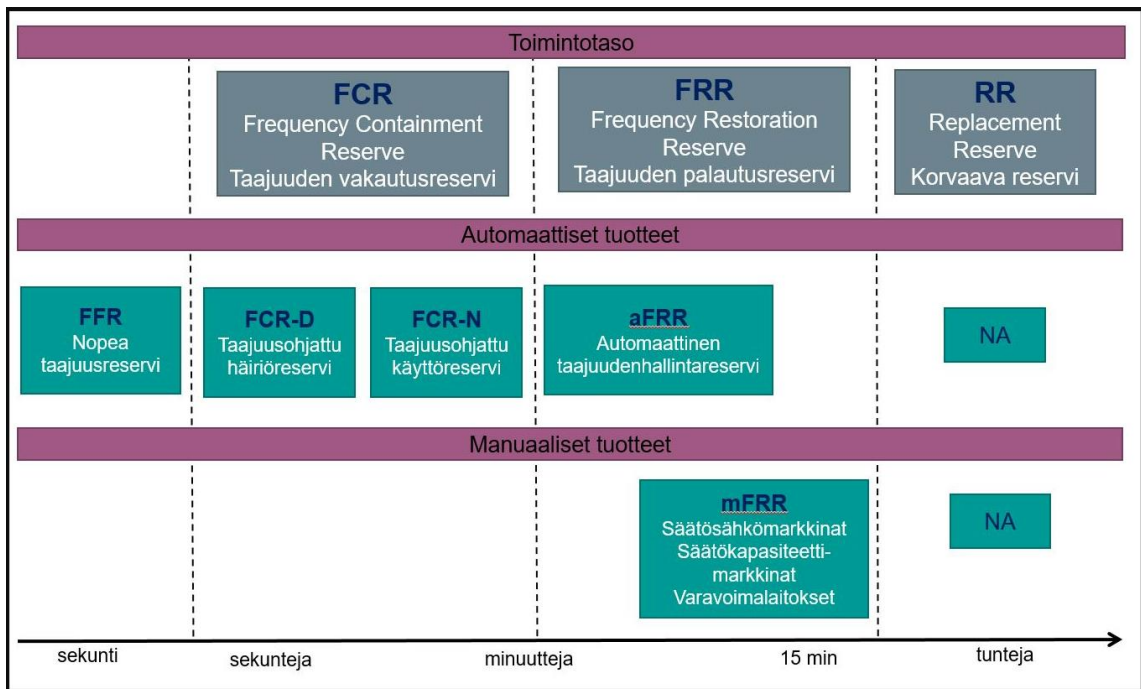 Toimintotaso
FCR
Frequency Containment
Reserve
Taajuuden vakautusreservi
FRR
Frequency Restoration
Reserve
Taajuuden palautusreservi
RR
Replacement
Reserve
Korvaava reservi
Automaattiset tuotteet
FFR
Nopea
taajuusreservi
FCR-D
Taajuusohjattu
häiriöreservi
FCR-N
Taajuusohjattu
käyttöreservi
aFRR
Automaattinen
taajuudenhallintareservi
NA
Manuaaliset tuotteet
mFRR
Säätösähkömarkkinat
Säätökapasiteetti-
markkinat
Varavoimalaitokset
NA
sekunti
sekunteja
minuutteja
15 min
tunteja